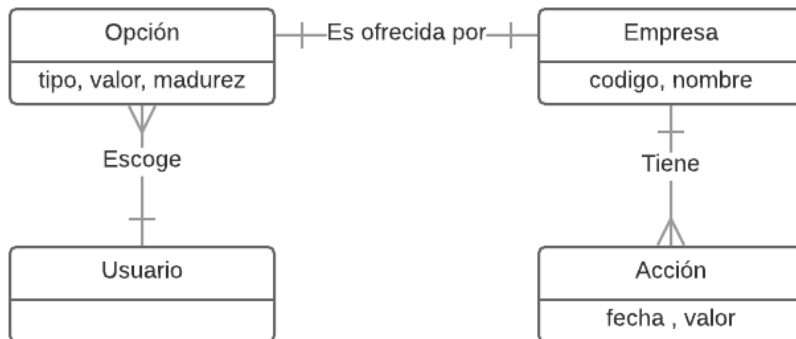 Opción
Es ofrecida por
Empresa
tipo, valor, madurez
codigo, nombre
Escoge
Tiene
Usuario
Acción
fecha , valor